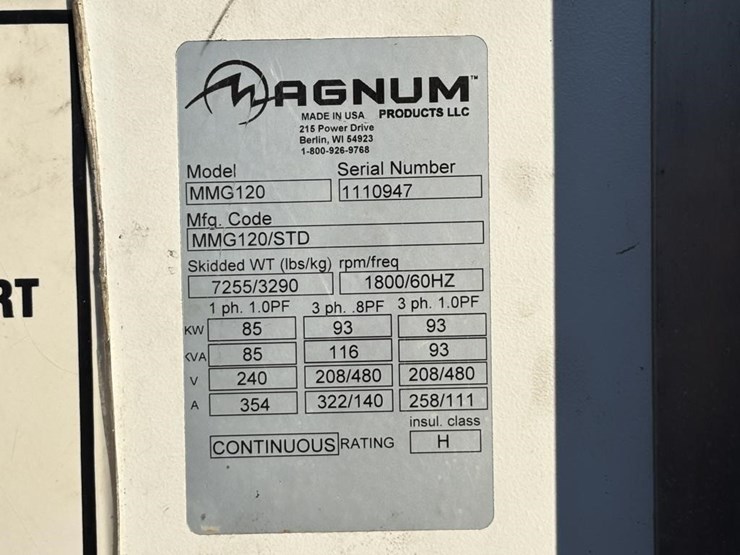 MAGNUM™
PRODUCTS LLC
MADE IN USA
215 Power Drive
Berlin, WI 54923
1-800-926-9768
Model Serial Number
MMG120 1110947
Mfg. Code
MMG120/STD
Skidded WT (lbs/kg) rpm/freq
7255/3290 1800/60HZ
1 ph. 1.0PF 3 ph. .8PF 3 ph. 1.0PF
KW 85 93 93
KVA 85 116 93
V 240 208/480 208/480
A 354 322/140 258/111
insul. class
CONTINUOUS RATING H
RT